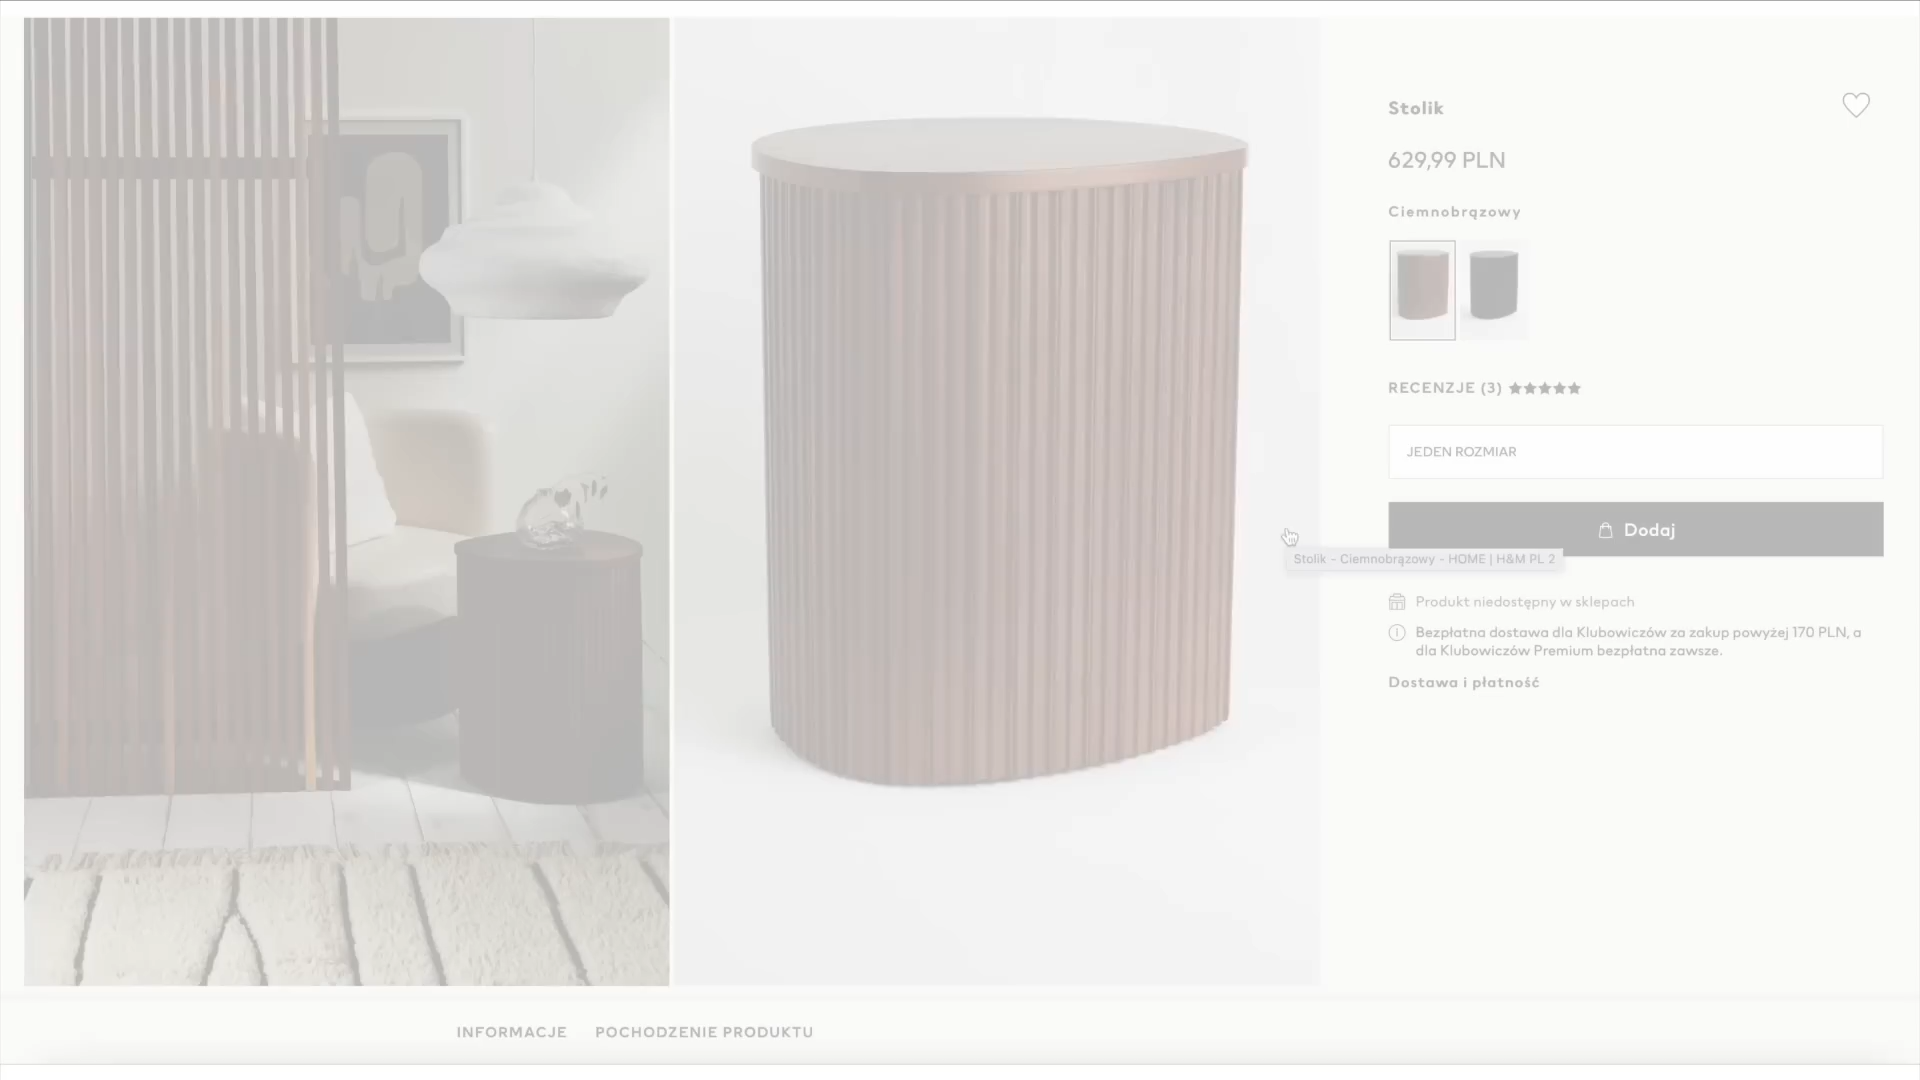 Stolik
629,99 PLN
Ciemnobrązowy
RECENZJE (3)
JEDEN ROZMIAR
Dodaj
Stolik - Ciemnobrązowy - HOME | H&M PL 2
Produkt niedostępny w sklepach
Bezpłatna dostawa dla Klubowiczów za zakup powyżej 170 PLN, a
dla Klubowiczów Premium bezpłatna zawsze.
Dostawa i płatność
INFORMACJE
POCHODZENIE PRODUKTU